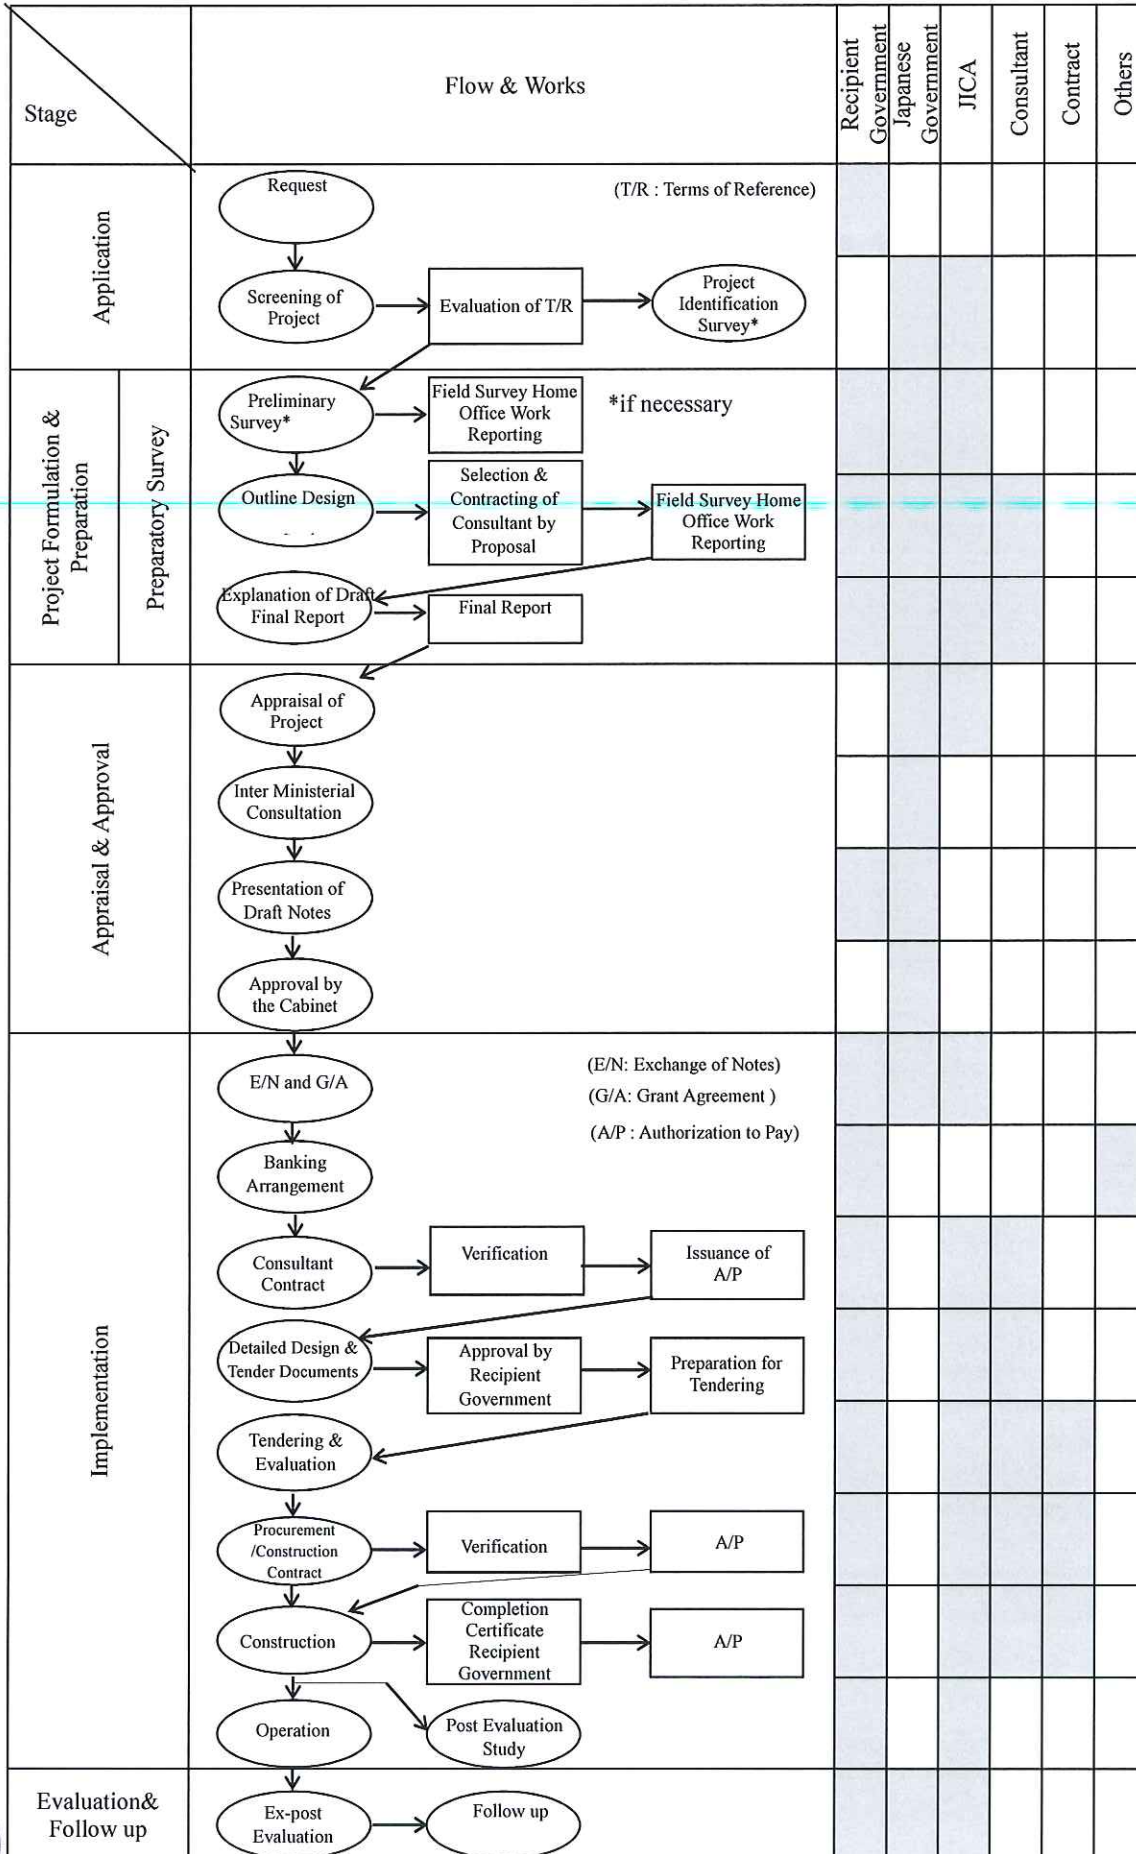 Stage
Flow & Works
Recipient
Government
Japanese
Government
JICA
Consultant
Contract
Others
Application
Request
(T/R : Terms of Reference)
Screening of
Project
Evaluation of T/R
Project
Identification
Survey*
Project Formulation &
Preparation
Preparatory Survey
Preliminary
Survey*
Field Survey Home
Office Work
Reporting
*if necessary
Outline Design
Selection &
Contracting of
Consultant by
Proposal
Field Survey Home
Office Work
Reporting
Explanation of Draft
Final Report
Final Report
Appraisal & Approval
Appraisal of
Project
Inter Ministerial
Consultation
Presentation of
Draft Notes
Approval by
the Cabinet
Implementation
E/N and G/A
(E/N: Exchange of Notes)
(G/A: Grant Agreement )
(A/P : Authorization to Pay)
Banking
Arrangement
Consultant
Contract
Verification
Issuance of
A/P
Detailed Design &
Tender Documents
Approval by
Recipient
Government
Preparation for
Tendering
Tendering &
Evaluation
Procurement
/Construction
Contract
Verification
A/P
Construction
Completion
Certificate
Recipient
Government
A/P
Operation
Post Evaluation
Study
Evaluation&
Follow up
Ex-post
Evaluation
Follow up